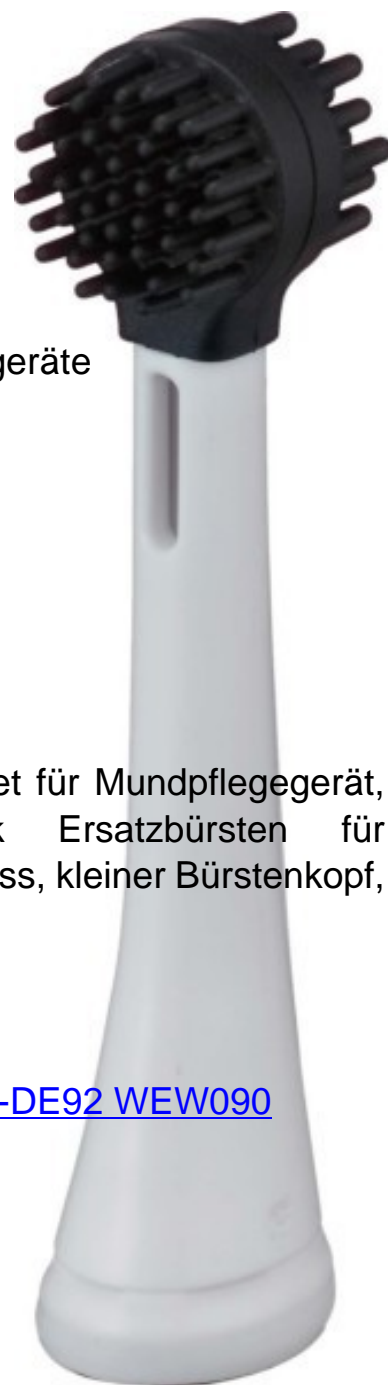 geräte
et für Mundpflegegerät,
k Ersatzbürsten für
ss, kleiner Bürstenkopf,
-DE92 WEW090